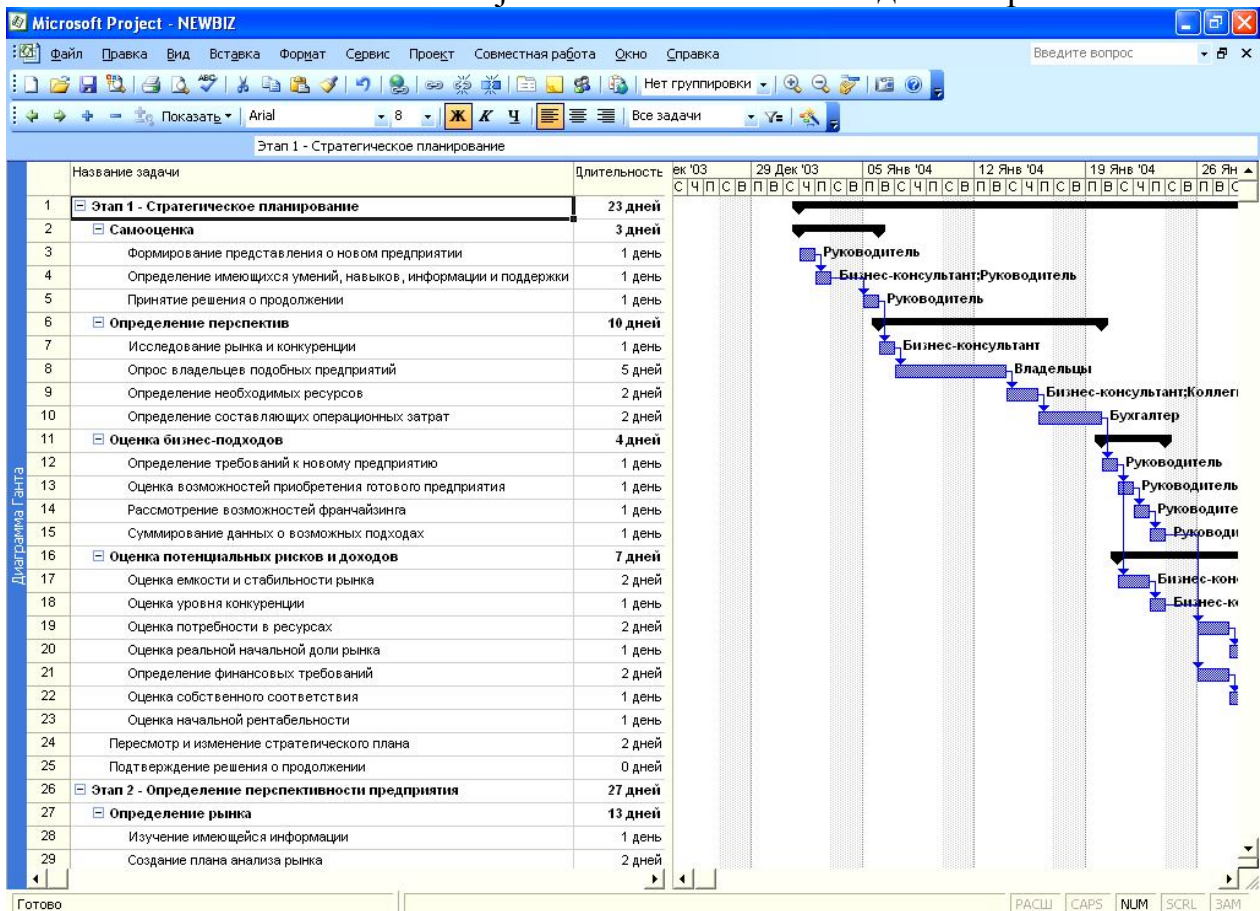 Microsoft Project - NEWBIZ
Файл Правка Вид Вставка Формат Сервис Проект Совместная работа Окно Справка Введите вопрос
Нет группировки
Показать Arial 8 Ж К Ч Все задачи
Этап 1 - Стратегическое планирование
Название задачи Длительность ек '03 29 Дек '03 05 Янв '04 12 Янв '04 19 Янв '04 26 Ян
С Ч П С В П В С Ч П С В П В С Ч П С В П В С Ч П С В П В С Ч П С В П В С
1 Этап 1 - Стратегическое планирование 23 дней
2 Самооценка 3 дней
3 Формирование представления о новом предприятии 1 день Руководитель
4 Определение имеющихся умений, навыков, информации и поддержки 1 день Бизнес-консультант;Руководитель
5 Принятие решения о продолжении 1 день Руководитель
6 Определение перспектив 10 дней
7 Исследование рынка и конкуренции 1 день Бизнес-консультант
8 Опрос владельцев подобных предприятий 5 дней Владельцы
9 Определение необходимых ресурсов 2 дней Бизнес-консультант;Коллеги
10 Определение составляющих операционных затрат 2 дней Бухгалтер
11 Оценка бизнес-подходов 4 дней
12 Определение требований к новому предприятию 1 день Руководитель
13 Оценка возможностей приобретения готового предприятия 1 день Руководитель
14 Рассмотрение возможностей франчайзинга 1 день Руководите
15 Суммирование данных о возможных подходах 1 день Руководи
16 Оценка потенциальных рисков и доходов 7 дней
17 Оценка емкости и стабильности рынка 2 дней Бизнес-кон
18 Оценка уровня конкуренции 1 день Бизнес-к
19 Оценка потребности в ресурсах 2 дней
20 Оценка реальной начальной доли рынка 1 день
21 Определение финансовых требований 2 дней
22 Оценка собственного соответствия 1 день
23 Оценка начальной рентабельности 1 день
24 Пересмотр и изменение стратегического плана 2 дней
25 Подтверждение решения о продолжении 0 дней
26 Этап 2 - Определение перспективности предприятия 27 дней
27 Определение рынка 13 дней
28 Изучение имеющейся информации 1 день
29 Создание плана анализа рынка 2 дней
Диаграмма Ганта
Готово РАСШ CAPS NUM SCRL ЗАМ